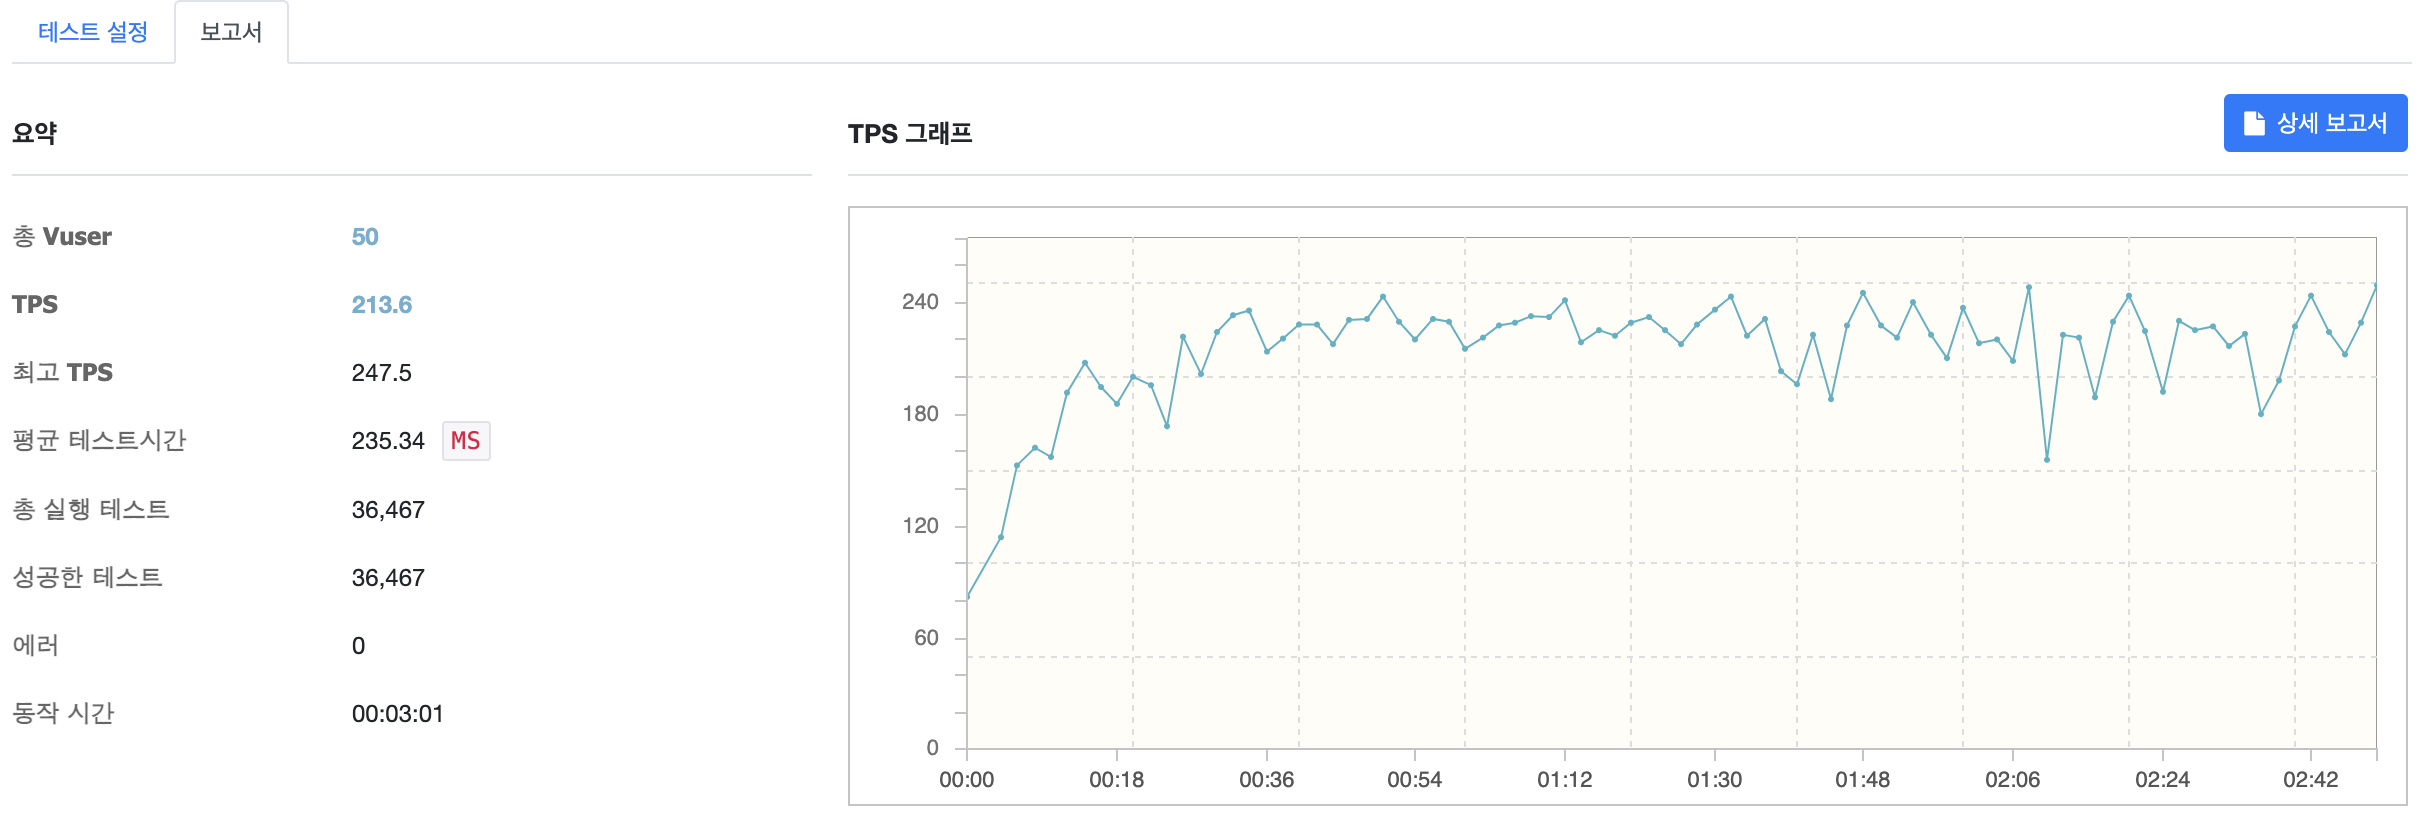 테스트 설정
보고서
요약
총 Vuser 50
TPS 213.6
최고 TPS 247.5
평균 테스트시간 235.34 MS
총 실행 테스트 36,467
성공한 테스트 36,467
에러 0
동작 시간 00:03:01
TPS 그래프
상세 보고서
240
180
120
60
0
00:00 00:18 00:36 00:54 01:12 01:30 01:48 02:06 02:24 02:42